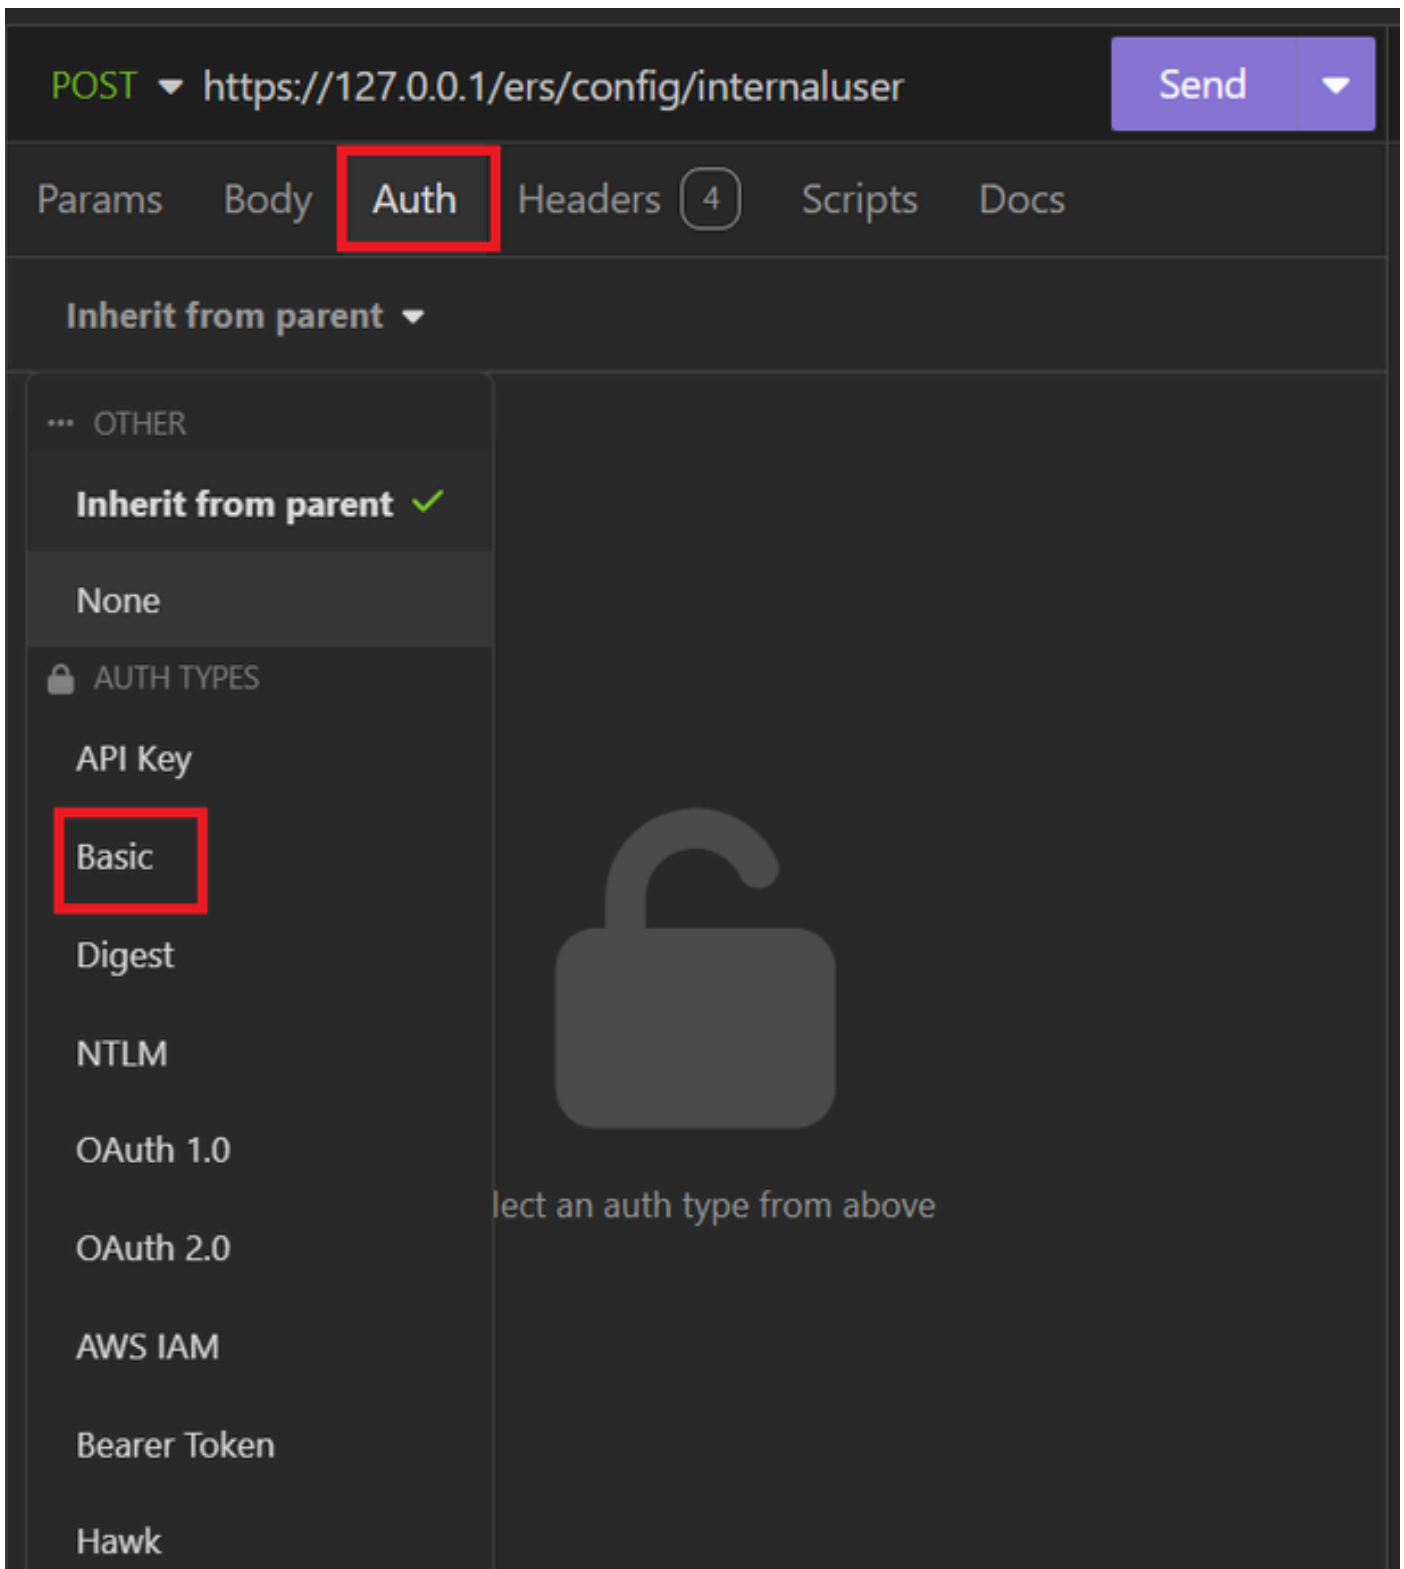 POST https://127.0.0.1/ers/config/internaluser Send
Params Body Auth Headers 4 Scripts Docs
Inherit from parent
OTHER
Inherit from parent
None
AUTH TYPES
API Key
Basic
Digest
NTLM
OAuth 1.0
lect an auth type from above
OAuth 2.0
AWS IAM
Bearer Token
Hawk